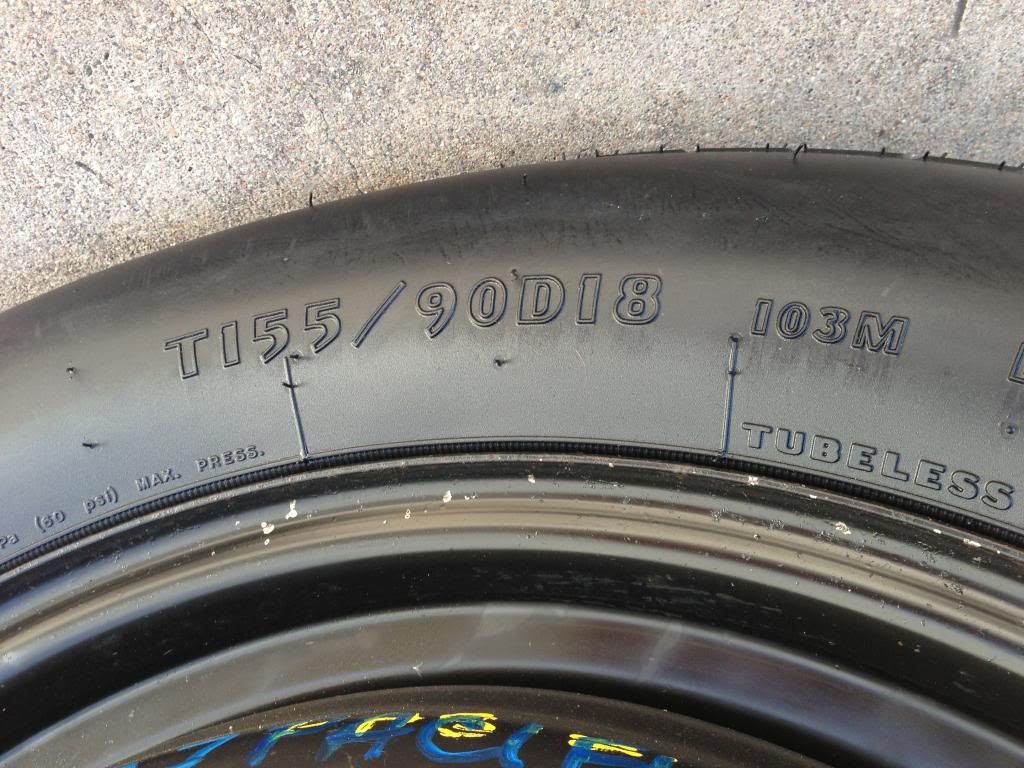 T155/90D18 103M
(60 psi) MAX. PRESS.
TUBELESS